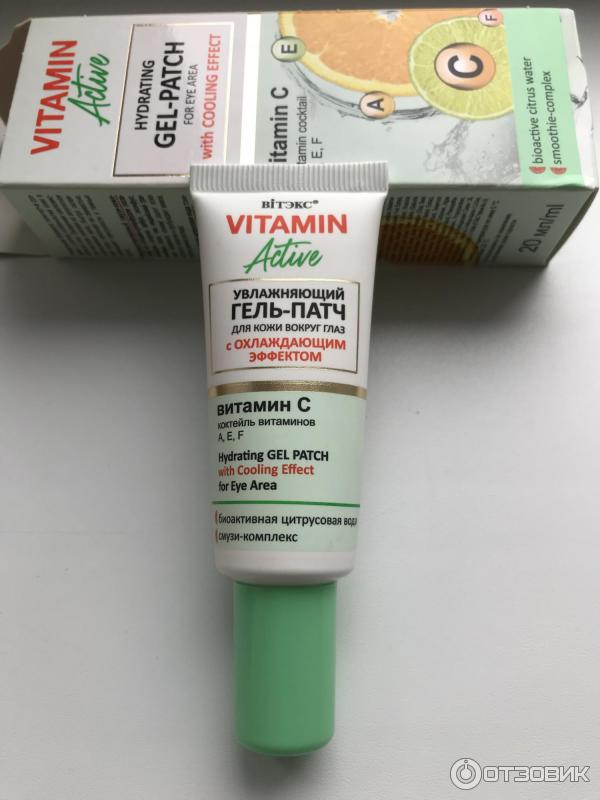 VITAMIN
Active
HYDRATING
GEL-PATCH
FOR EYE AREA
with COOLING EFFECT
vitamin C
vitamin cocktail
E, F
A
E
C
F
bioactive citrus water
smoothie-complex
20 мл/ml
вітэкс®
VITAMIN
Active
УВЛАЖНЯЮЩИЙ
ГЕЛЬ-ПАТЧ
ДЛЯ КОЖИ ВОКРУГ ГЛАЗ
с ОХЛАЖДАЮЩИМ
ЭФФЕКТОМ
витамин С
коктейль витаминов
А, Е, F
Hydrating GEL PATCH
with Cooling Effect
for Eye Area
биоактивная цитрусовая вода
смузи-комплекс
ОТЗОВИК